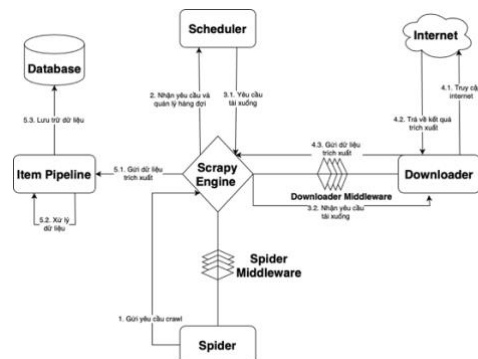 Scheduler
Internet
Database
2. Nhận yêu cầu và
quản lý hàng đợi
3.1. Yêu cầu
tải xuống
4.1. Truy cập
internet
4.2. Trả về kết quả
trích xuất
5.3. Lưu trữ dữ liệu
4.3. Gửi dữ liệu
trích xuất
5.1. Gửi dữ liệu
trích xuất
Scrapy
Engine
Item Pipeline
Downloader
Downloader Middleware
3.2. Nhận yêu cầu
tải xuống
5.2. Xử lý
dữ liệu
Spider
Middleware
1. Gửi yêu cầu crawl
Spider